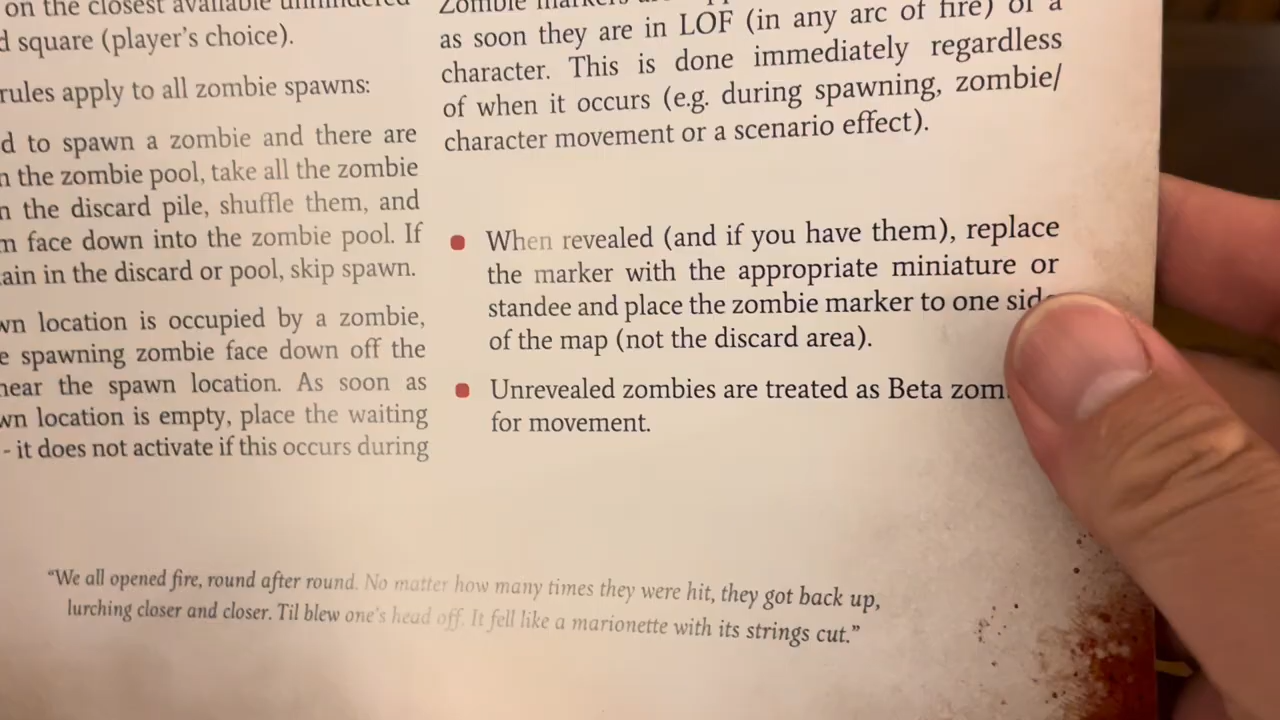 on the closest available
d square (player's choice).
rules apply to all zombie spawns:
d to spawn a zombie and there are
n the zombie pool, take all the zombie
n the discard pile, shuffle them, and
m face down into the zombie pool. If
ain in the discard or pool, skip spawn.
wn location is occupied by a zombie,
e spawning zombie face down off the
near the spawn location. As soon as
wn location is empty, place the waiting
- it does not activate if this occurs during
Zombie markers
as soon they are in LOF (in any arc of fire) of a
character. This is done immediately regardless
of when it occurs (e.g. during spawning, zombie/
character movement or a scenario effect).
When revealed (and if you have them), replace
the marker with the appropriate miniature or
standee and place the zombie marker to one sid
of the map (not the discard area).
Unrevealed zombies are treated as Beta zom
for movement.
“We all opened fire, round after round. No matter how many times they were hit, they got back up,
lurching closer and closer. Til blew one's head off. It fell like a marionette with its strings cut.”